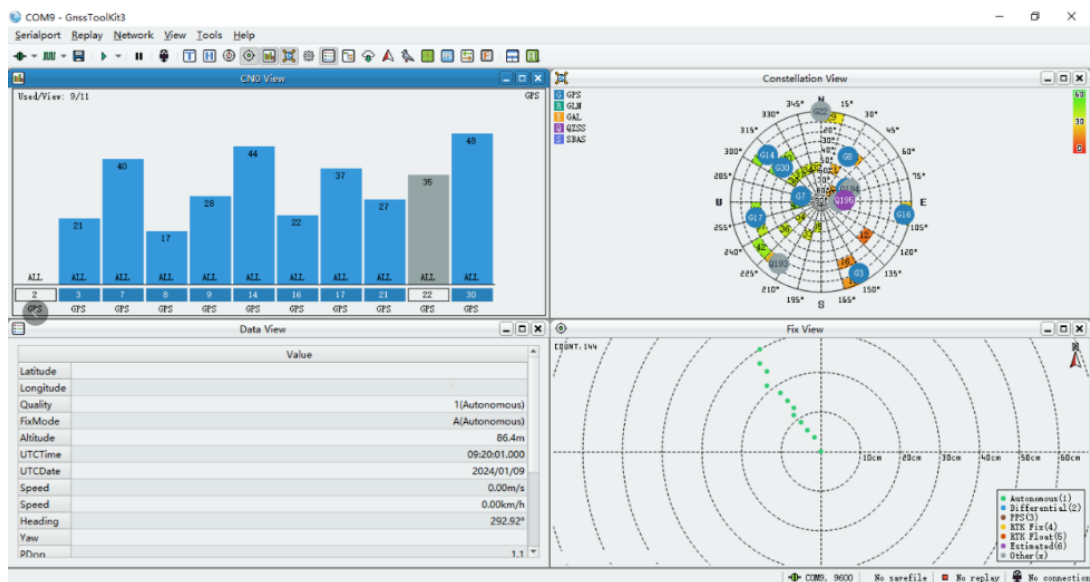 COM9 - GnssToolKit3
Serialport Replay Network View Tools Help
CN0 View
Used/View: 9/11 GPS
21 40 17 28 44 22 37 27 35 48
ALL ALL ALL ALL ALL ALL ALL ALL ALL ALL ALL
2 3 7 8 9 14 16 17 21 22 30
GPS GPS GPS GPS GPS GPS GPS GPS GPS GPS GPS
Constellation View
G GPS
R GLN
E GAL
Q QZSS
S SBAS
60
30
0
N
345° 15°
330° 30°
315° 45°
300° 60°
285° 75°
W E
255° 105°
240°
225° 135°
210° 150°
195° 165°
S
G22
G14
G30
G8
G7
Q194
Q195
G17
G16
Q193
G3
Data View
Value
Latitude
Longitude
Quality 1(Autonomous)
FixMode A(Autonomous)
Altitude 86.4m
UTCTime 09:20:01.000
UTCDate 2024/01/09
Speed 0.00m/s
Speed 0.00km/h
Heading 292.92°
Yaw
PDop 1.1
Fix View
COUNT:144
N
10cm 20cm 30cm 40cm 50cm 60cm
Autonomous(1)
Differential(2)
PPS(3)
RTK Fix(4)
RTK Float(5)
Estimated(6)
Other(x)
COM9, 9600 No savefile No replay No connection